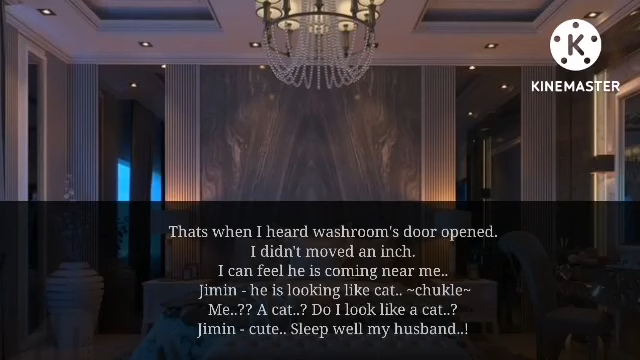 KINEMASTER
Thats when I heard washroom's door opened.
I didn't moved an inch.
I can feel he is coming near me..
Jimin - he is looking like cat.. ~chukle~
Me..?? A cat..? Do I look like a cat..?
Jimin - cute.. Sleep well my husband..!